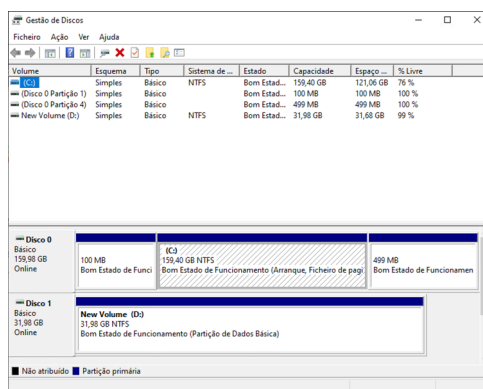 Gestão de Discos
Ficheiro Ação Ver Ajuda
Volume Esquema Tipo Sistema de ... Estado Capacidade Espaço ... % Livre
(C:) Simples Básico NTFS Bom Estad... 159,40 GB 121,06 GB 76 %
(Disco 0 Partição 1) Simples Básico Bom Estad... 100 MB 100 MB 100 %
(Disco 0 Partição 4) Simples Básico Bom Estad... 499 MB 499 MB 100 %
New Volume (D:) Simples Básico NTFS Bom Estad... 31,98 GB 31,68 GB 99 %
Disco 0
Básico
159,98 GB
Online
100 MB
Bom Estado de Funci
(C:)
159,40 GB NTFS
Bom Estado de Funcionamento (Arranque, Ficheiro de pagi
499 MB
Bom Estado de Funcionamen
Disco 1
Básico
31,98 GB
Online
New Volume (D:)
31,98 GB NTFS
Bom Estado de Funcionamento (Partição de Dados Básica)
Não atribuído Partição primária